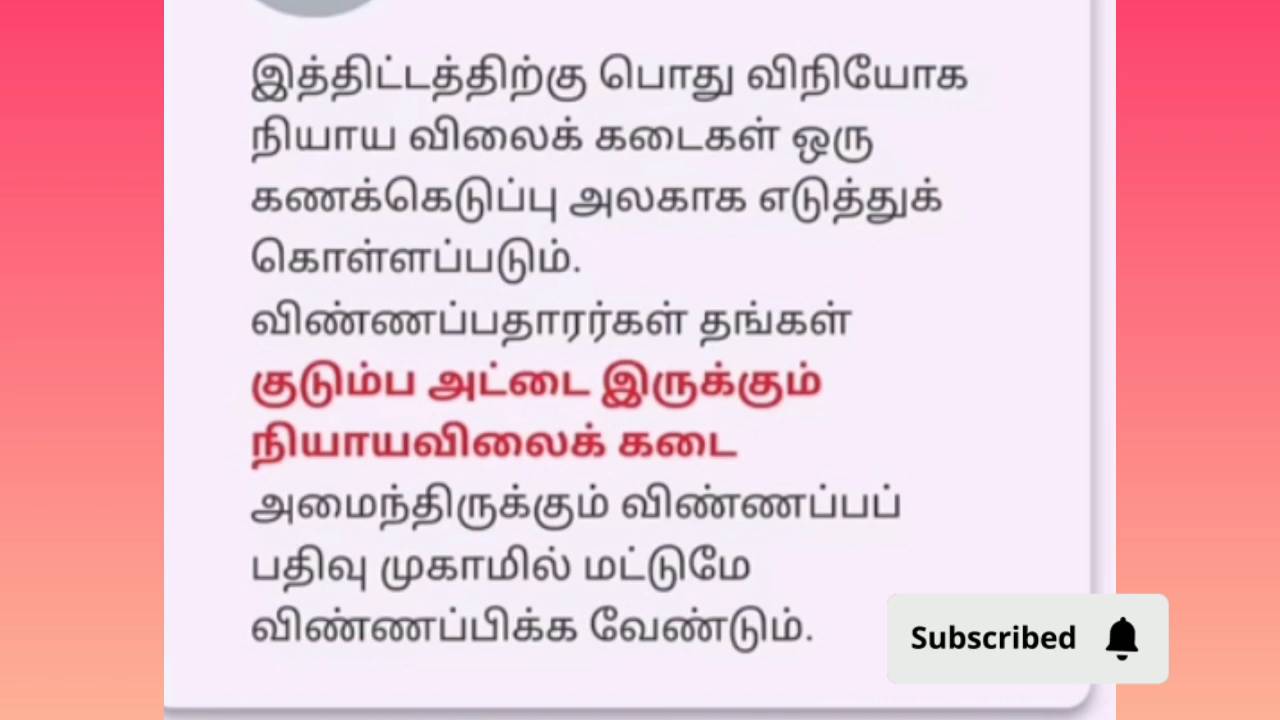 இத்திட்டத்திற்கு பொது விநியோக
நியாய விலைக் கடைகள் ஒரு
கணக்கெடுப்பு அலகாக எடுத்துக்
கொள்ளப்படும்.
விண்ணப்பதாரர்கள் தங்கள்
குடும்ப அட்டை இருக்கும்
நியாயவிலைக் கடை
அமைந்திருக்கும் விண்ணப்பப்
பதிவு முகாமில் மட்டுமே
விண்ணப்பிக்க வேண்டும்.
Subscribed